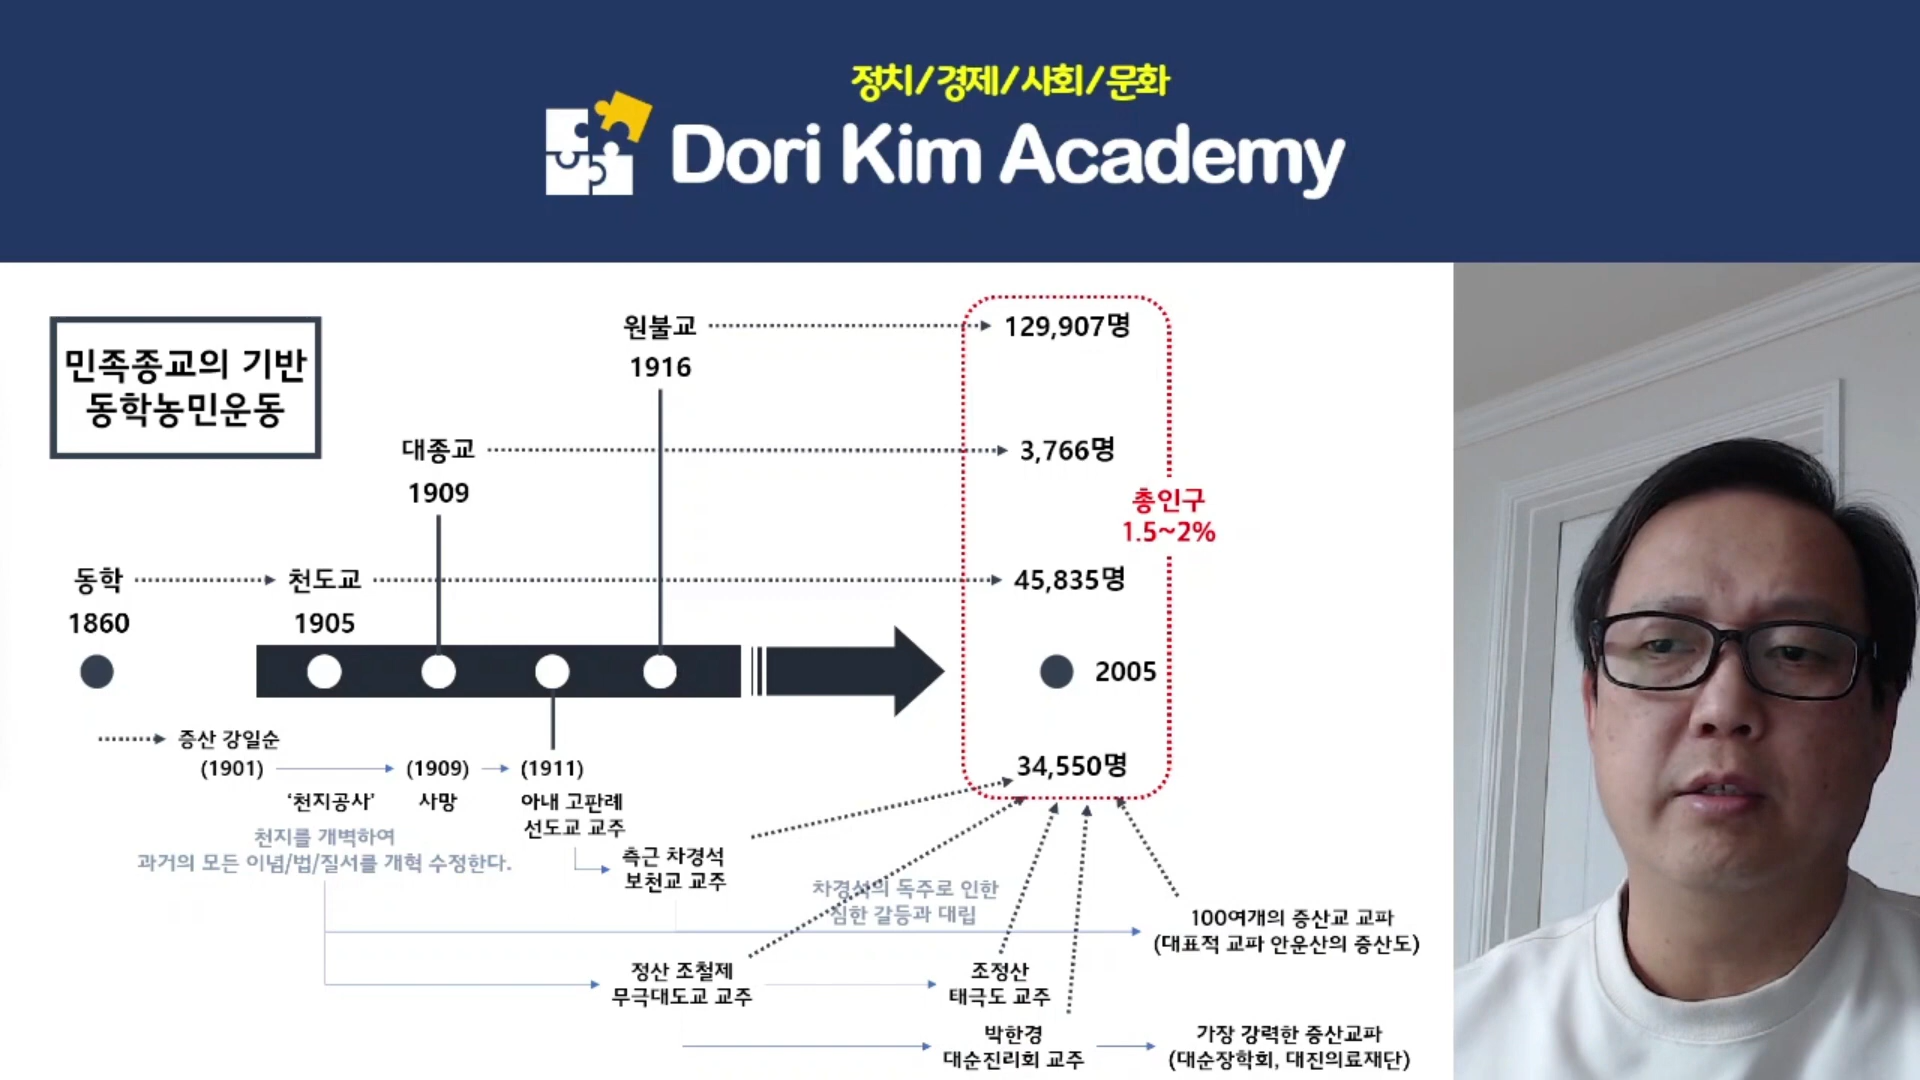 정치/경제/사회/문화
Dori Kim Academy
민족종교의 기반
동학농민운동
원불교
1916
129,907명
대종교
1909
3,766명
총인구
1.5~2%
동학
1860
천도교
1905
45,835명
2005
증산 강일순
(1901)
(1909)
(1911)
34,550명
‘천지공사’
사망
아내 고판례
선도교 교주
천지를 개벽하여
과거의 모든 이념/법/질서를 개혁 수정한다.
측근 차경석
보천교 교주
차경석의 독주로 인한
심한 갈등과 대립
100여개의 증산교 교파
(대표적 교파 안운산의 증산도)
정산 조철제
무극대도교 교주
조정산
태극도 교주
박한경
대순진리회 교주
가장 강력한 증산교파
(대순장학회, 대진의료재단)